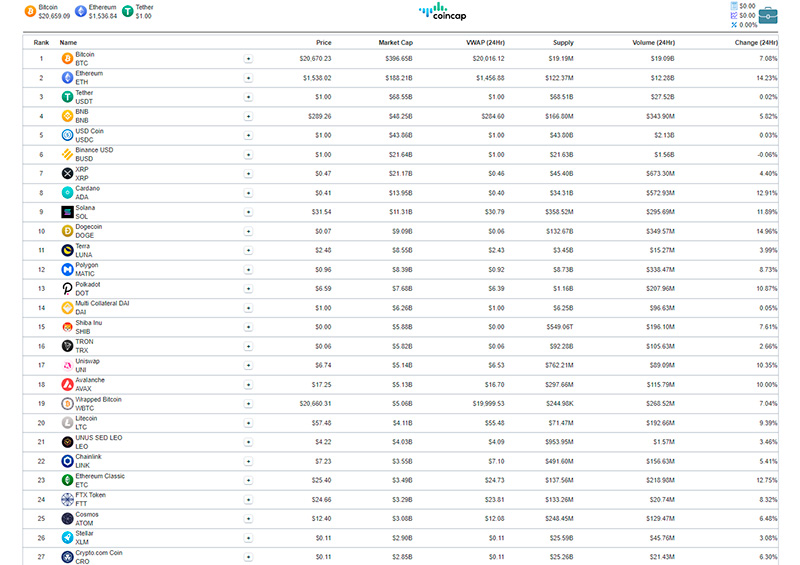 Bitcoin Ethereum Tether $0.00
$20,659.09 $1,536.84 $1.00 coincap $0.00
0.00%
Rank Name Price Market Cap VWAP (24Hr) Supply Volume (24Hr) Change (24Hr)
1 Bitcoin BTC $20,670.23 $396.65B $20,016.12 $19.19M $19.09B 7.08%
2 Ethereum ETH $1,538.02 $188.21B $1,456.88 $122.37M $12.28B 14.23%
3 Tether USDT $1.00 $68.55B $1.00 $68.51B $27.52B 0.02%
4 BNB BNB $289.26 $48.25B $284.60 $166.80M $343.90M 5.82%
5 USD Coin USDC $1.00 $43.86B $1.00 $43.80B $2.13B 0.03%
6 Binance USD BUSD $1.00 $21.64B $1.00 $21.63B $1.56B -0.06%
7 XRP XRP $0.47 $21.17B $0.46 $45.40B $673.30M 4.40%
8 Cardano ADA $0.41 $13.95B $0.40 $34.31B $572.93M 12.91%
9 Solana SOL $31.54 $11.31B $30.79 $358.52M $295.69M 11.89%
10 Dogecoin DOGE $0.07 $9.09B $0.06 $132.67B $349.57M 14.96%
11 Terra LUNA $2.48 $8.55B $2.43 $3.45B $15.27M 3.99%
12 Polygon MATIC $0.96 $8.39B $0.92 $8.73B $338.47M 8.73%
13 Polkadot DOT $6.59 $7.68B $6.39 $1.16B $207.96M 10.87%
14 Multi Collateral DAI DAI $1.00 $6.26B $1.00 $6.25B $96.63M 0.05%
15 Shiba Inu SHIB $0.00 $5.88B $0.00 $549.06T $196.10M 7.61%
16 TRON TRX $0.06 $5.82B $0.06 $92.28B $105.63M 2.66%
17 Uniswap UNI $6.74 $5.14B $6.53 $762.21M $89.09M 10.35%
18 Avalanche AVAX $17.25 $5.13B $16.70 $297.66M $115.79M 10.00%
19 Wrapped Bitcoin WBTC $20,660.31 $5.06B $19,999.53 $244.98K $268.52M 7.04%
20 Litecoin LTC $57.48 $4.11B $55.48 $71.47M $192.66M 9.39%
21 UNUS SED LEO LEO $4.22 $4.03B $4.09 $953.95M $1.57M 3.46%
22 Chainlink LINK $7.23 $3.55B $7.10 $491.60M $156.63M 5.41%
23 Ethereum Classic ETC $25.40 $3.49B $24.73 $137.56M $218.98M 12.75%
24 FTX Token FTT $24.66 $3.29B $23.81 $133.26M $20.74M 8.32%
25 Cosmos ATOM $12.40 $3.08B $12.08 $248.45M $129.47M 6.48%
26 Stellar XLM $0.11 $2.90B $0.11 $25.59B $45.76M 3.08%
27 Crypto.com Coin CRO $0.11 $2.85B $0.11 $25.26B $21.43M 6.30%